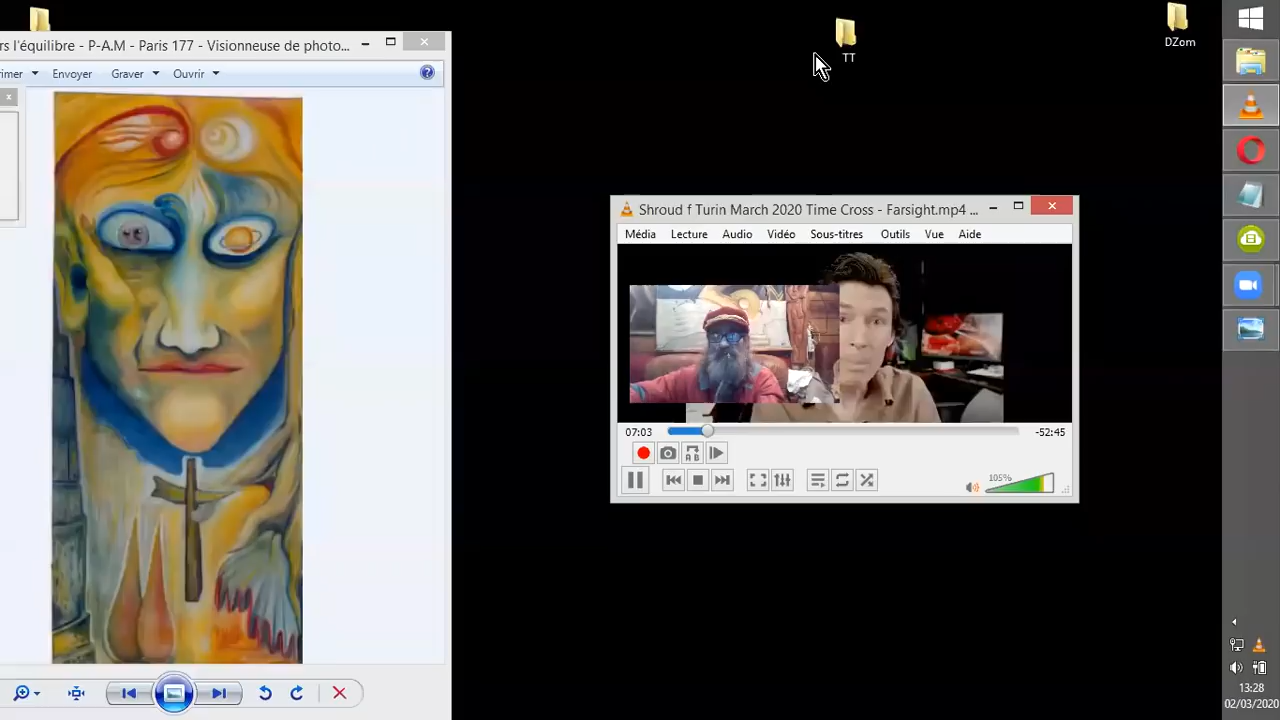 TT
DZom
rs l'équilibre - P-A-M - Paris 177 - Visionneuse de photo...
imer Envoyer Graver Ouvrir
Shroud f Turin March 2020 Time Cross - Farsight.mp4 ...
Média Lecture Audio Vidéo Sous-titres Outils Vue Aide
07:03 -52:45
105%
13:28
02/03/2020